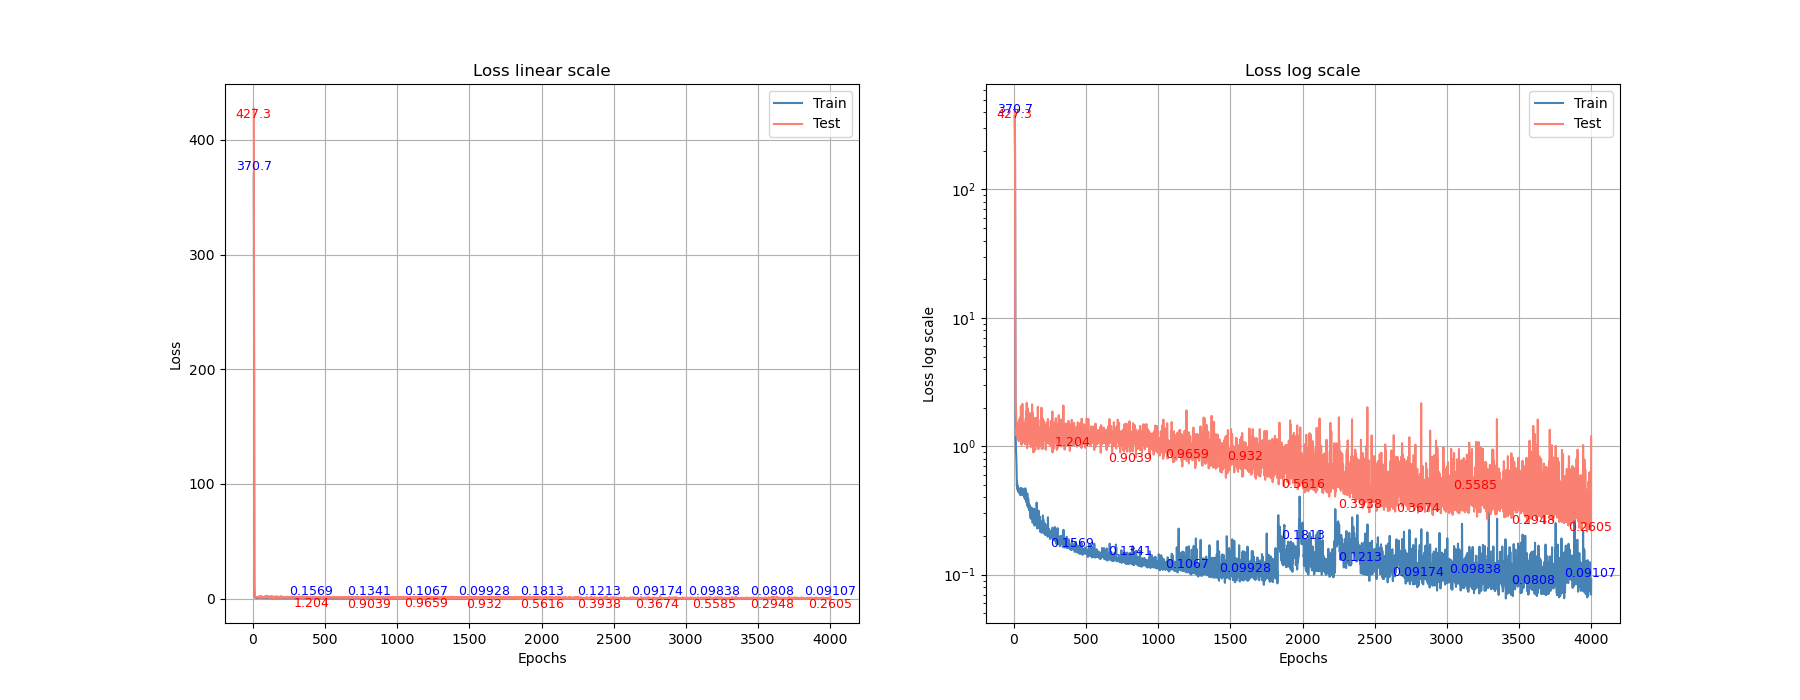 Loss linear scale
Loss
400
300
200
100
0
427.3
370.7
Train
Test
0.1569 0.1341 0.1067 0.09928 0.1813 0.1213 0.09174 0.09838 0.0808 0.09107
1.204 0.9039 0.9659 0.932 0.5616 0.3938 0.3674 0.5585 0.2948 0.2605
0 500 1000 1500 2000 2500 3000 3500 4000
Epochs
Loss log scale
Loss log scale
10²
10¹
10⁰
10⁻¹
370.7
427.3
Train
Test
1.204 0.9039 0.9659 0.932 0.5616 0.3938 0.3674 0.5585 0.2948 0.2605
0.1569 0.1341 0.1067 0.09928 0.1813 0.1213 0.09174 0.09838 0.0808 0.09107
0 500 1000 1500 2000 2500 3000 3500 4000
Epochs